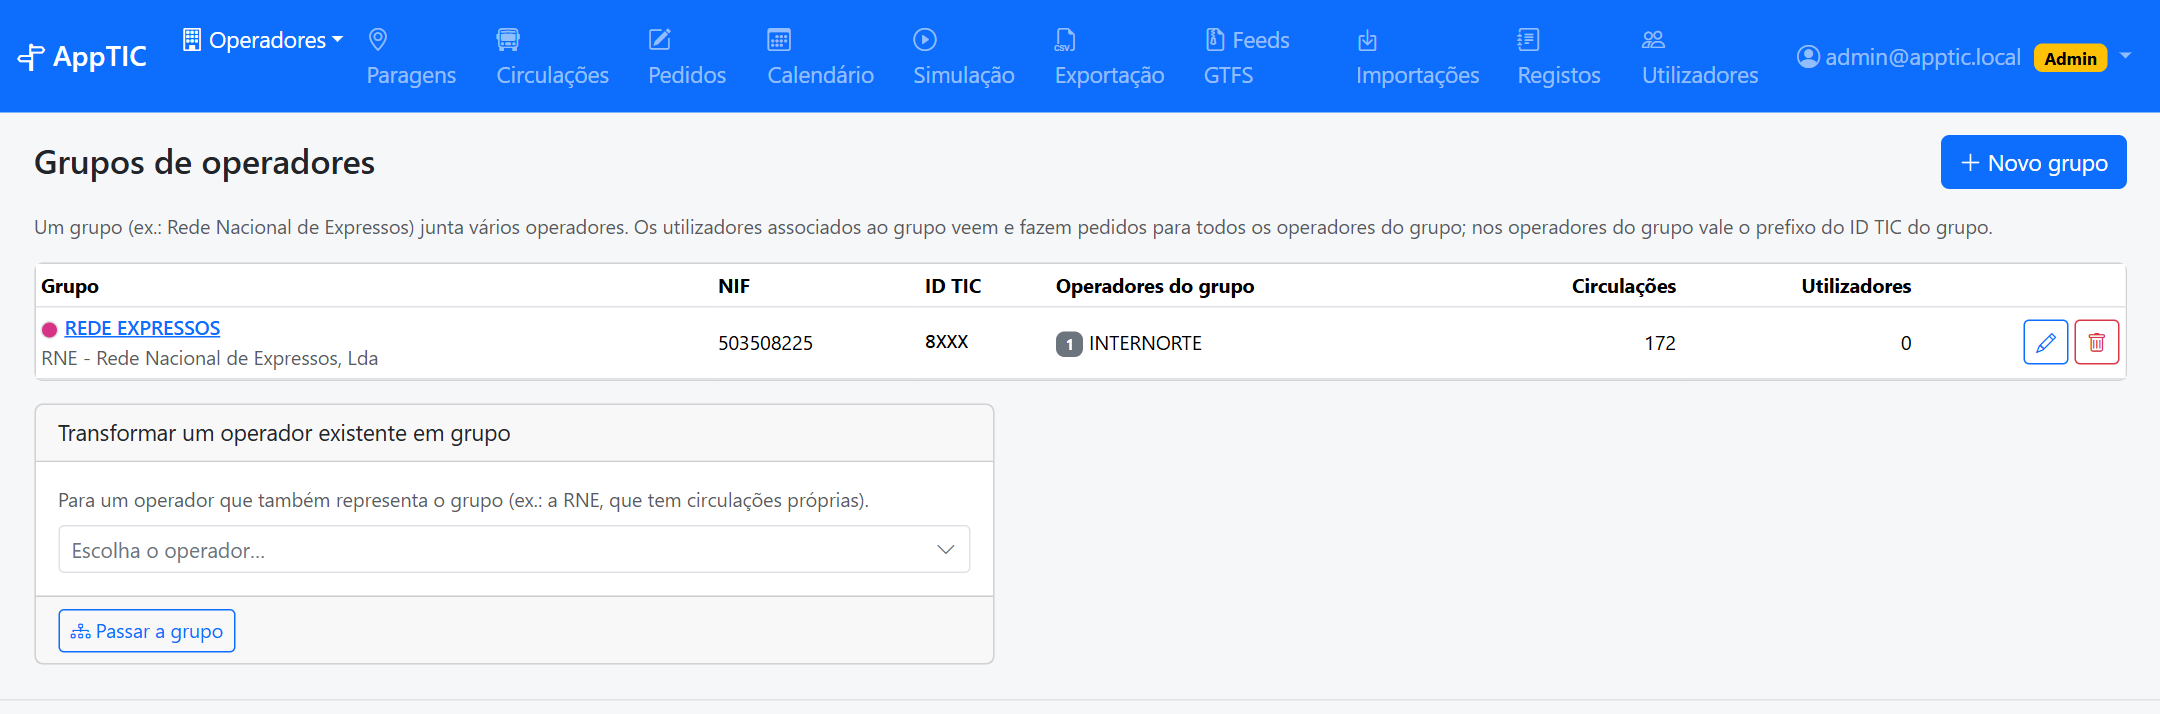 AppTIC
Operadores
Paragens
Circulações
Pedidos
Calendário
Simulação
CSV
Exportação
Feeds
GTFS
Importações
Registos
Utilizadores
admin@apptic.local Admin
Grupos de operadores
+ Novo grupo
Um grupo (ex.: Rede Nacional de Expressos) junta vários operadores. Os utilizadores associados ao grupo veem e fazem pedidos para todos os operadores do grupo; nos operadores do grupo vale o prefixo do ID TIC do grupo.
Grupo NIF ID TIC Operadores do grupo Circulações Utilizadores
REDE EXPRESSOS
RNE - Rede Nacional de Expressos, Lda
503508225 8XXX 1 INTERNORTE 172 0
Transformar um operador existente em grupo
Para um operador que também representa o grupo (ex.: a RNE, que tem circulações próprias).
Escolha o operador...
Passar a grupo